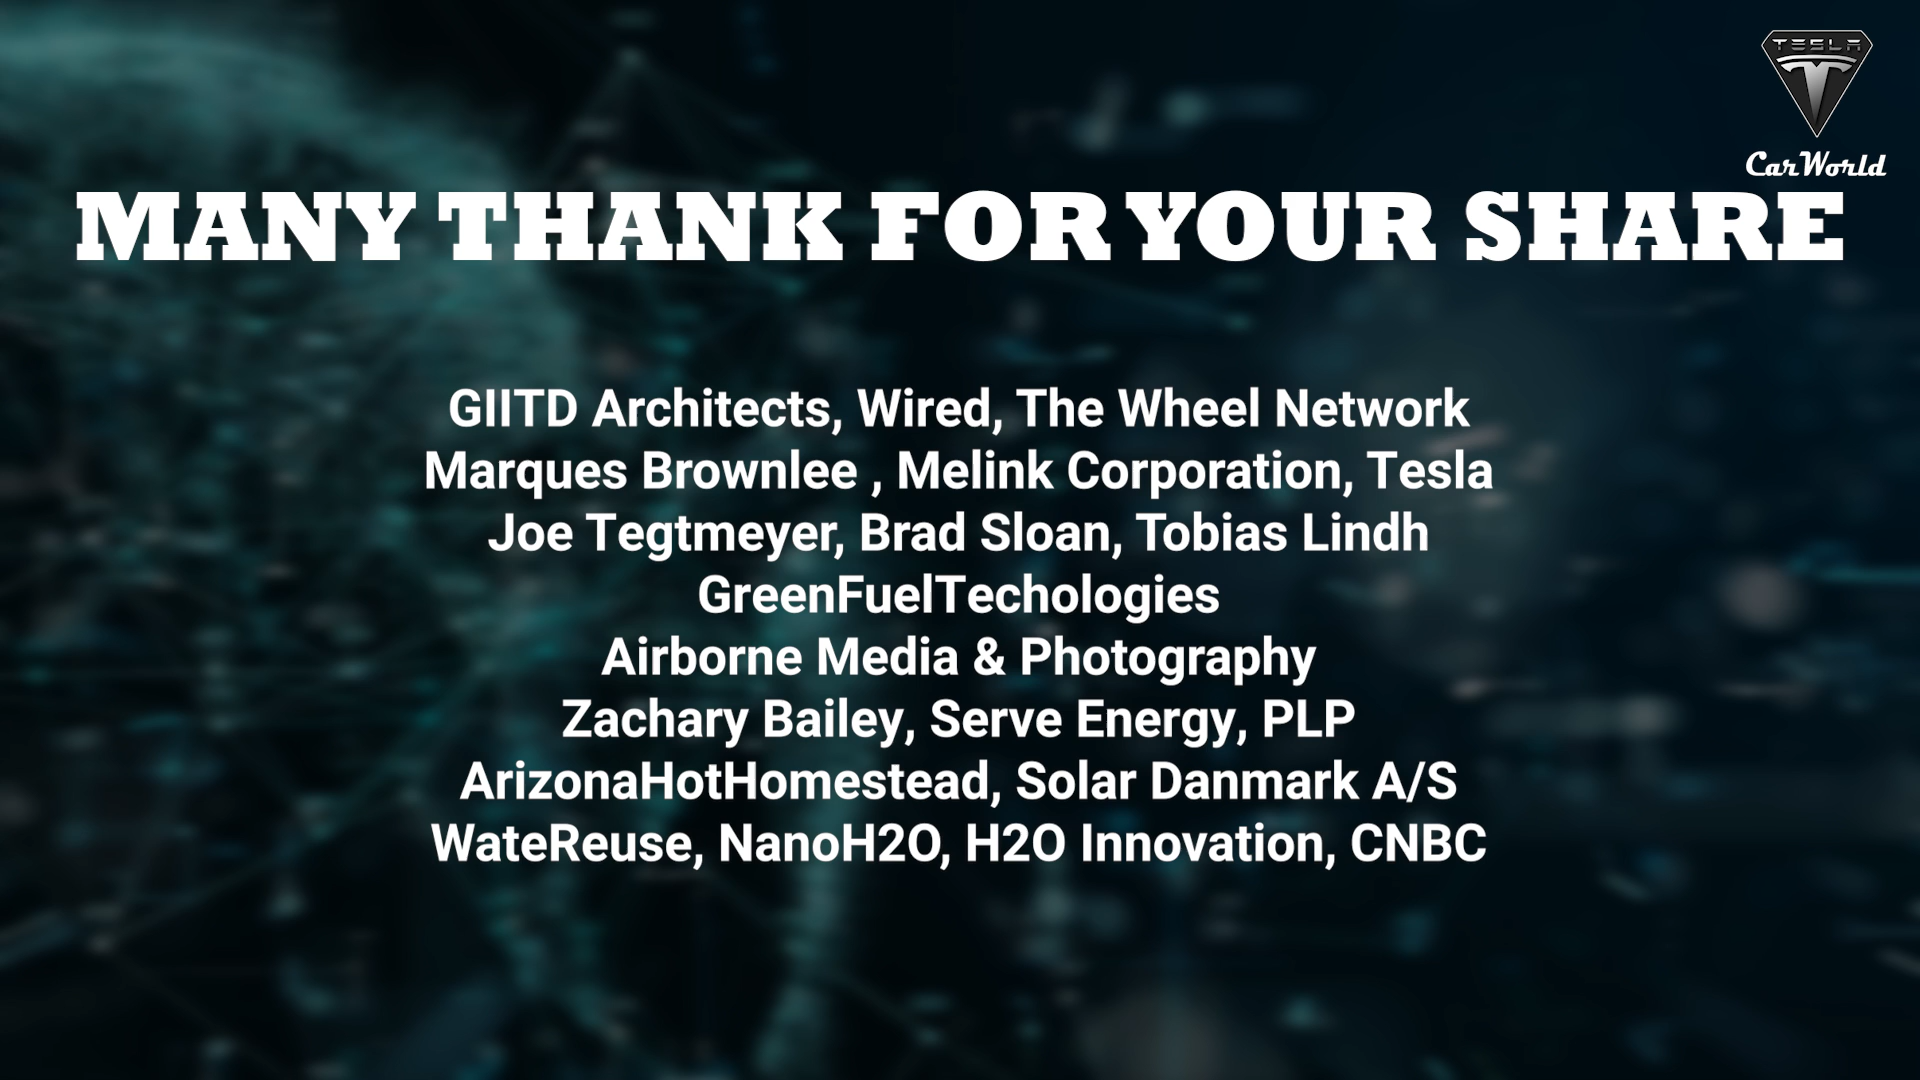 TESLA
CarWorld
MANY THANK FOR YOUR SHARE
GIITD Architects, Wired, The Wheel Network
Marques Brownlee , Melink Corporation, Tesla
Joe Tegtmeyer, Brad Sloan, Tobias Lindh
GreenFuelTechologies
Airborne Media & Photography
Zachary Bailey, Serve Energy, PLP
ArizonaHotHomestead, Solar Danmark A/S
WateReuse, NanoH2O, H2O Innovation, CNBC